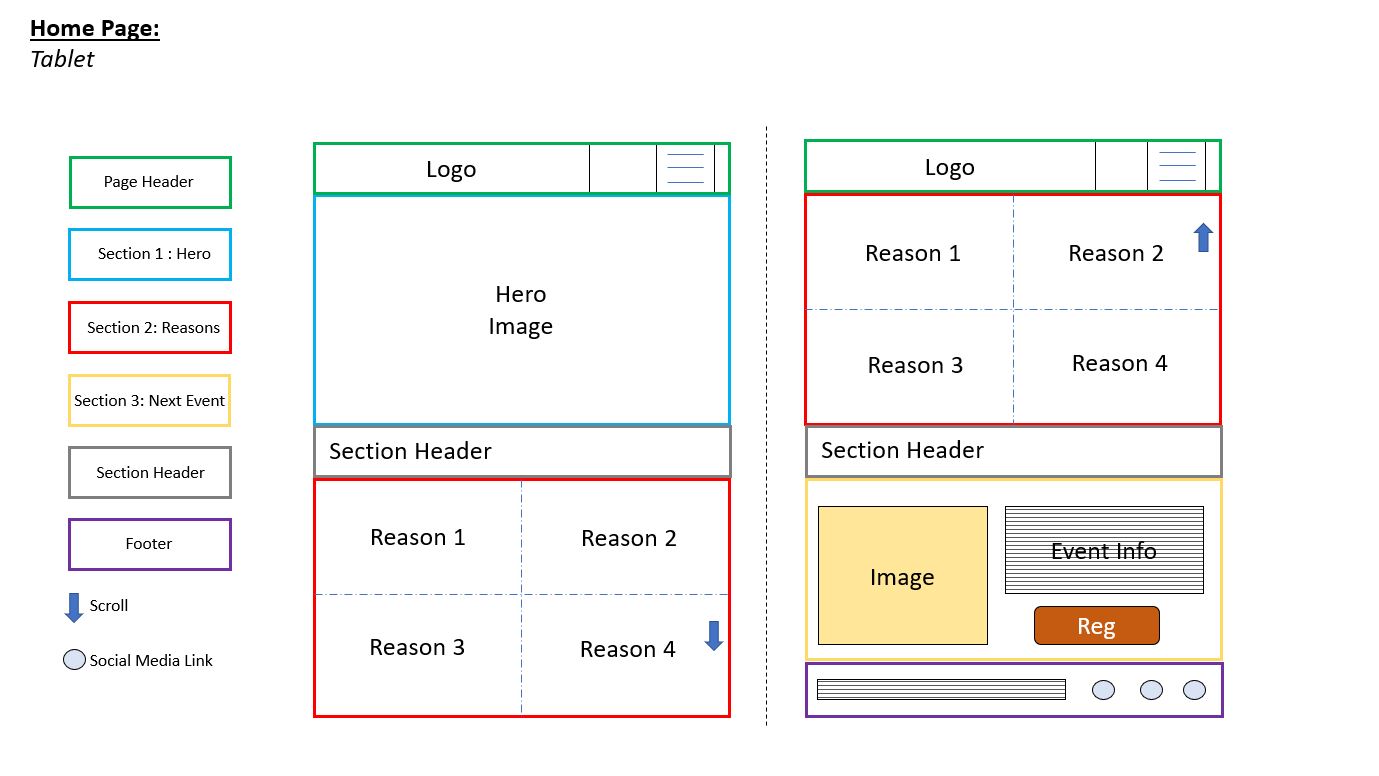 Home Page:
Tablet
Page Header
Section 1 : Hero
Section 2: Reasons
Section 3: Next Event
Section Header
Footer
Scroll
Social Media Link
Logo
Hero
Image
Section Header
Reason 1
Reason 2
Reason 3
Reason 4
Logo
Reason 1
Reason 2
Reason 3
Reason 4
Section Header
Image
Event Info
Reg